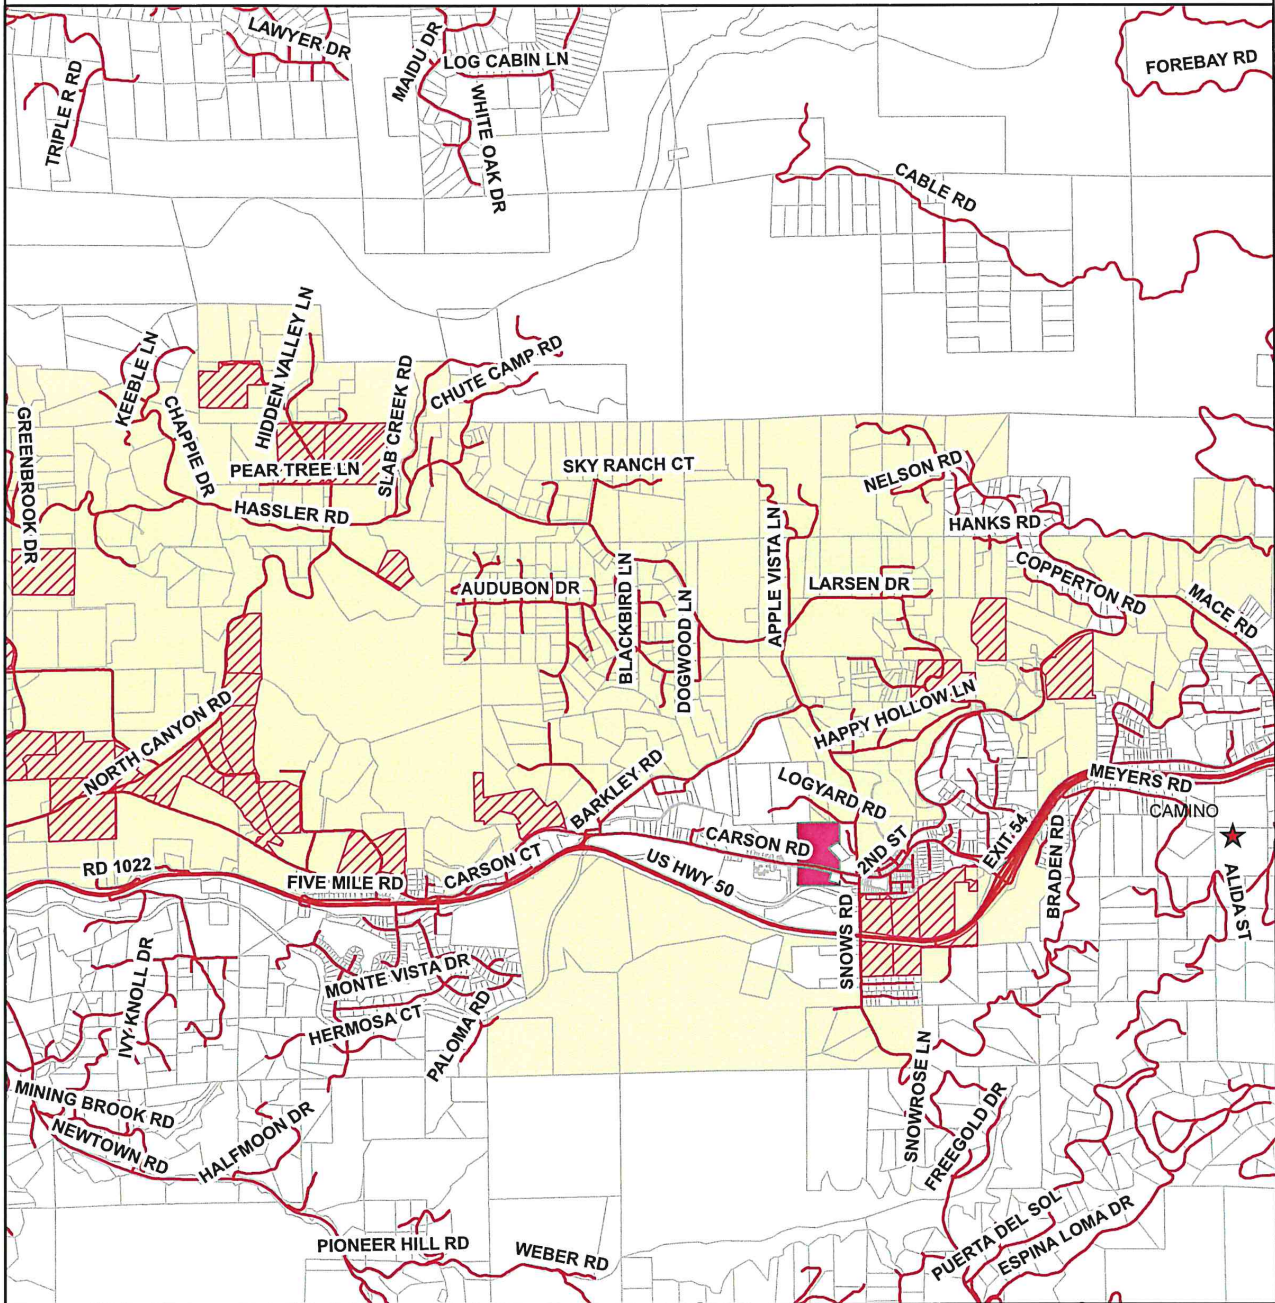 LAWYER DR
MAIDU DR
LOG CABIN LN
FOREBAY RD
TRIPLE R RD
WHITE OAK DR
CABLE RD
HIDDEN VALLEY LN
KEEBLE LN
CHUTE CAMP RD
SLAB CREEK RD
CHAPPIE DR
GREENBROOK DR
PEAR TREE LN
SKY RANCH CT
NELSON RD
HASSLER RD
HANKS RD
APPLE VISTA LN
AUDUBON DR
BLACKBIRD LN
LARSEN DR
COPPERTON RD
MACE RD
DOGWOOD LN
NORTH CANYON RD
HAPPY HOLLOW LN
BARKLEY RD
LOGYARD RD
MEYERS RD
CAMINO
CARSON RD
2ND ST
EXIT 54
BRADEN RD
RD 1022
FIVE MILE RD
CARSON CT
US HWY 50
ALIDA ST
SNOWS RD
IVY KNOLL DR
MONTE VISTA DR
HERMOSA CT
PALOMA RD
SNOWROSE LN
FREEGOLD DR
MINING BROOK RD
NEWTOWN RD
HALFMOON DR
PIONEER HILL RD
WEBER RD
PUERTA DEL SOL
ESPINA LOMA DR